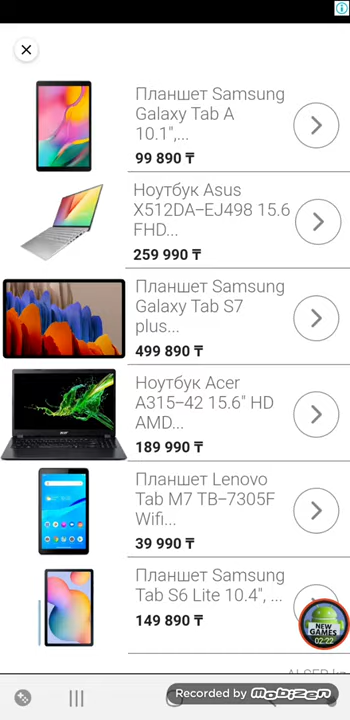 Планшет Samsung
Galaxy Tab A
10.1",...
99 890 ₸
Ноутбук Asus
X512DA–EJ498 15.6
FHD...
259 990 ₸
Планшет Samsung
Galaxy Tab S7
plus...
499 890 ₸
Ноутбук Acer
A315–42 15.6" HD
AMD...
189 990 ₸
Планшет Lenovo
Tab M7 TB–7305F
Wifi...
39 990 ₸
Планшет Samsung
Tab S6 Lite 10.4", ...
149 890 ₸
NEW
GAMES
02:22
Recorded by Mobizen